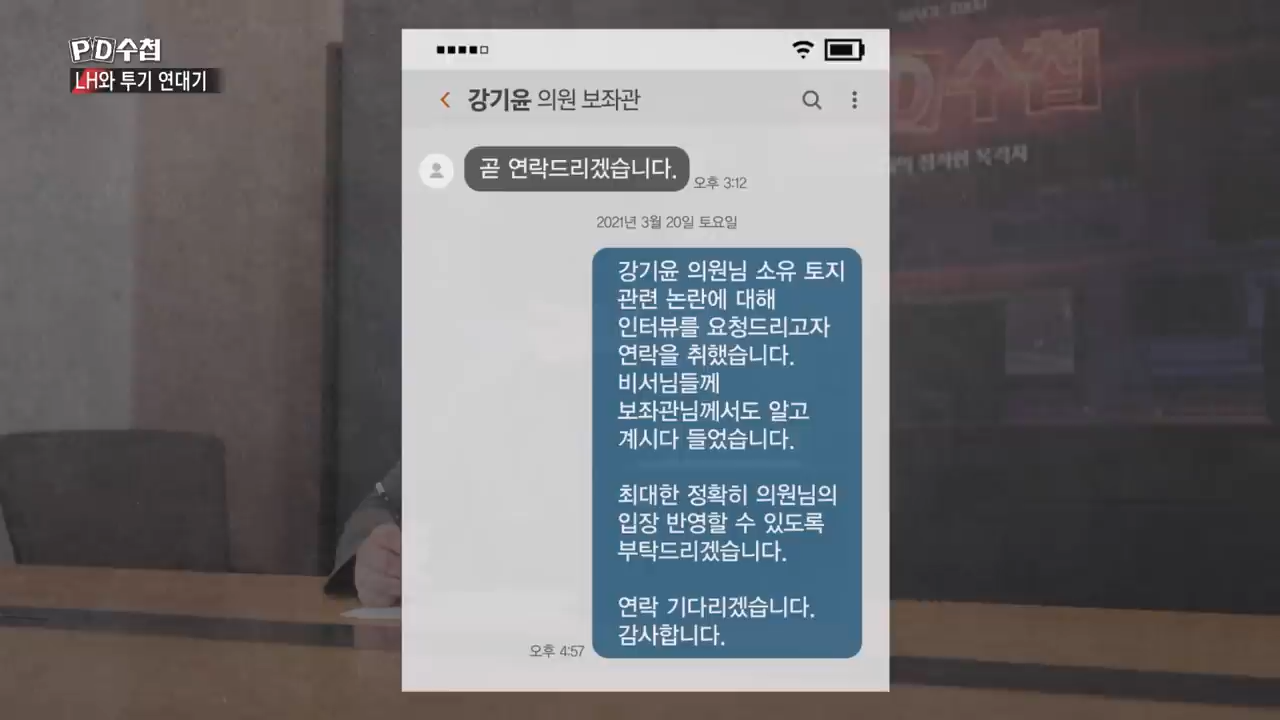 PD수첩
LH와 투기 연대기
강기윤 의원 보좌관
곧 연락드리겠습니다.
오후 3:12
2021년 3월 20일 토요일
강기윤 의원님 소유 토지
관련 논란에 대해
인터뷰를 요청드리고자
연락을 취했습니다.
비서님들께
보좌관님께서도 알고
계시다 들었습니다.
최대한 정확히 의원님의
입장 반영할 수 있도록
부탁드리겠습니다.
연락 기다리겠습니다.
감사합니다.
오후 4:57
D수첩
목격자